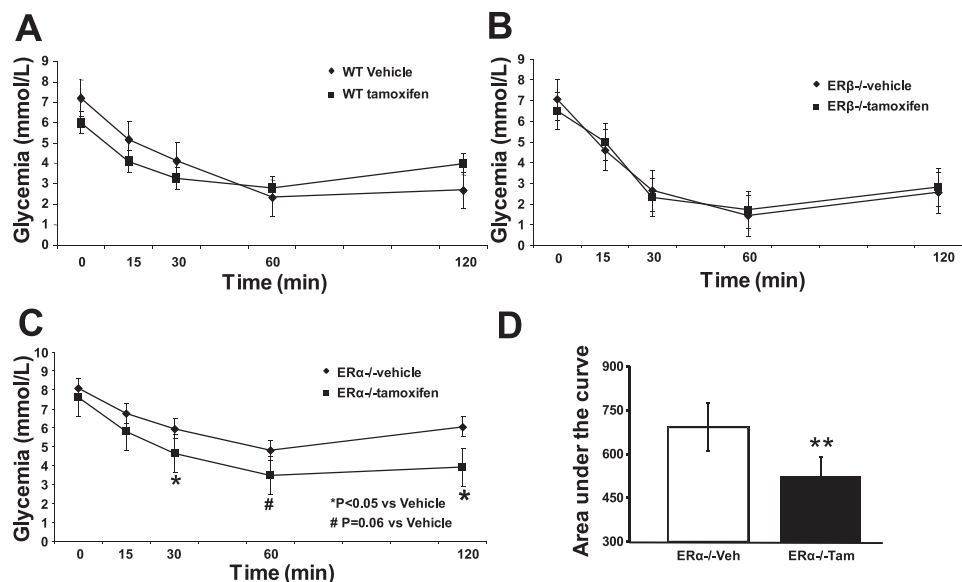 A
Glycemia (mmol/L)
9
8
7
6
5
4
3
2
1
0
WT Vehicle
WT tamoxifen
0 15 30 60 120
Time (min)
B
Glycemia (mmol/L)
9
8
7
6
5
4
3
2
1
0
ERβ-/-vehicle
ERβ-/-tamoxifen
0 15 30 60 120
Time (min)
C
Glycemia (mmol/L)
10
9
8
7
6
5
4
3
2
1
0
ERα-/-vehicle
ERα-/-tamoxifen
*
#
*
*P<0.05 vs Vehicle
# P=0.06 vs Vehicle
0 15 30 60 120
Time (min)
D
Area under the curve
900
750
600
450
300
**
ERα-/-Veh ERα-/-Tam